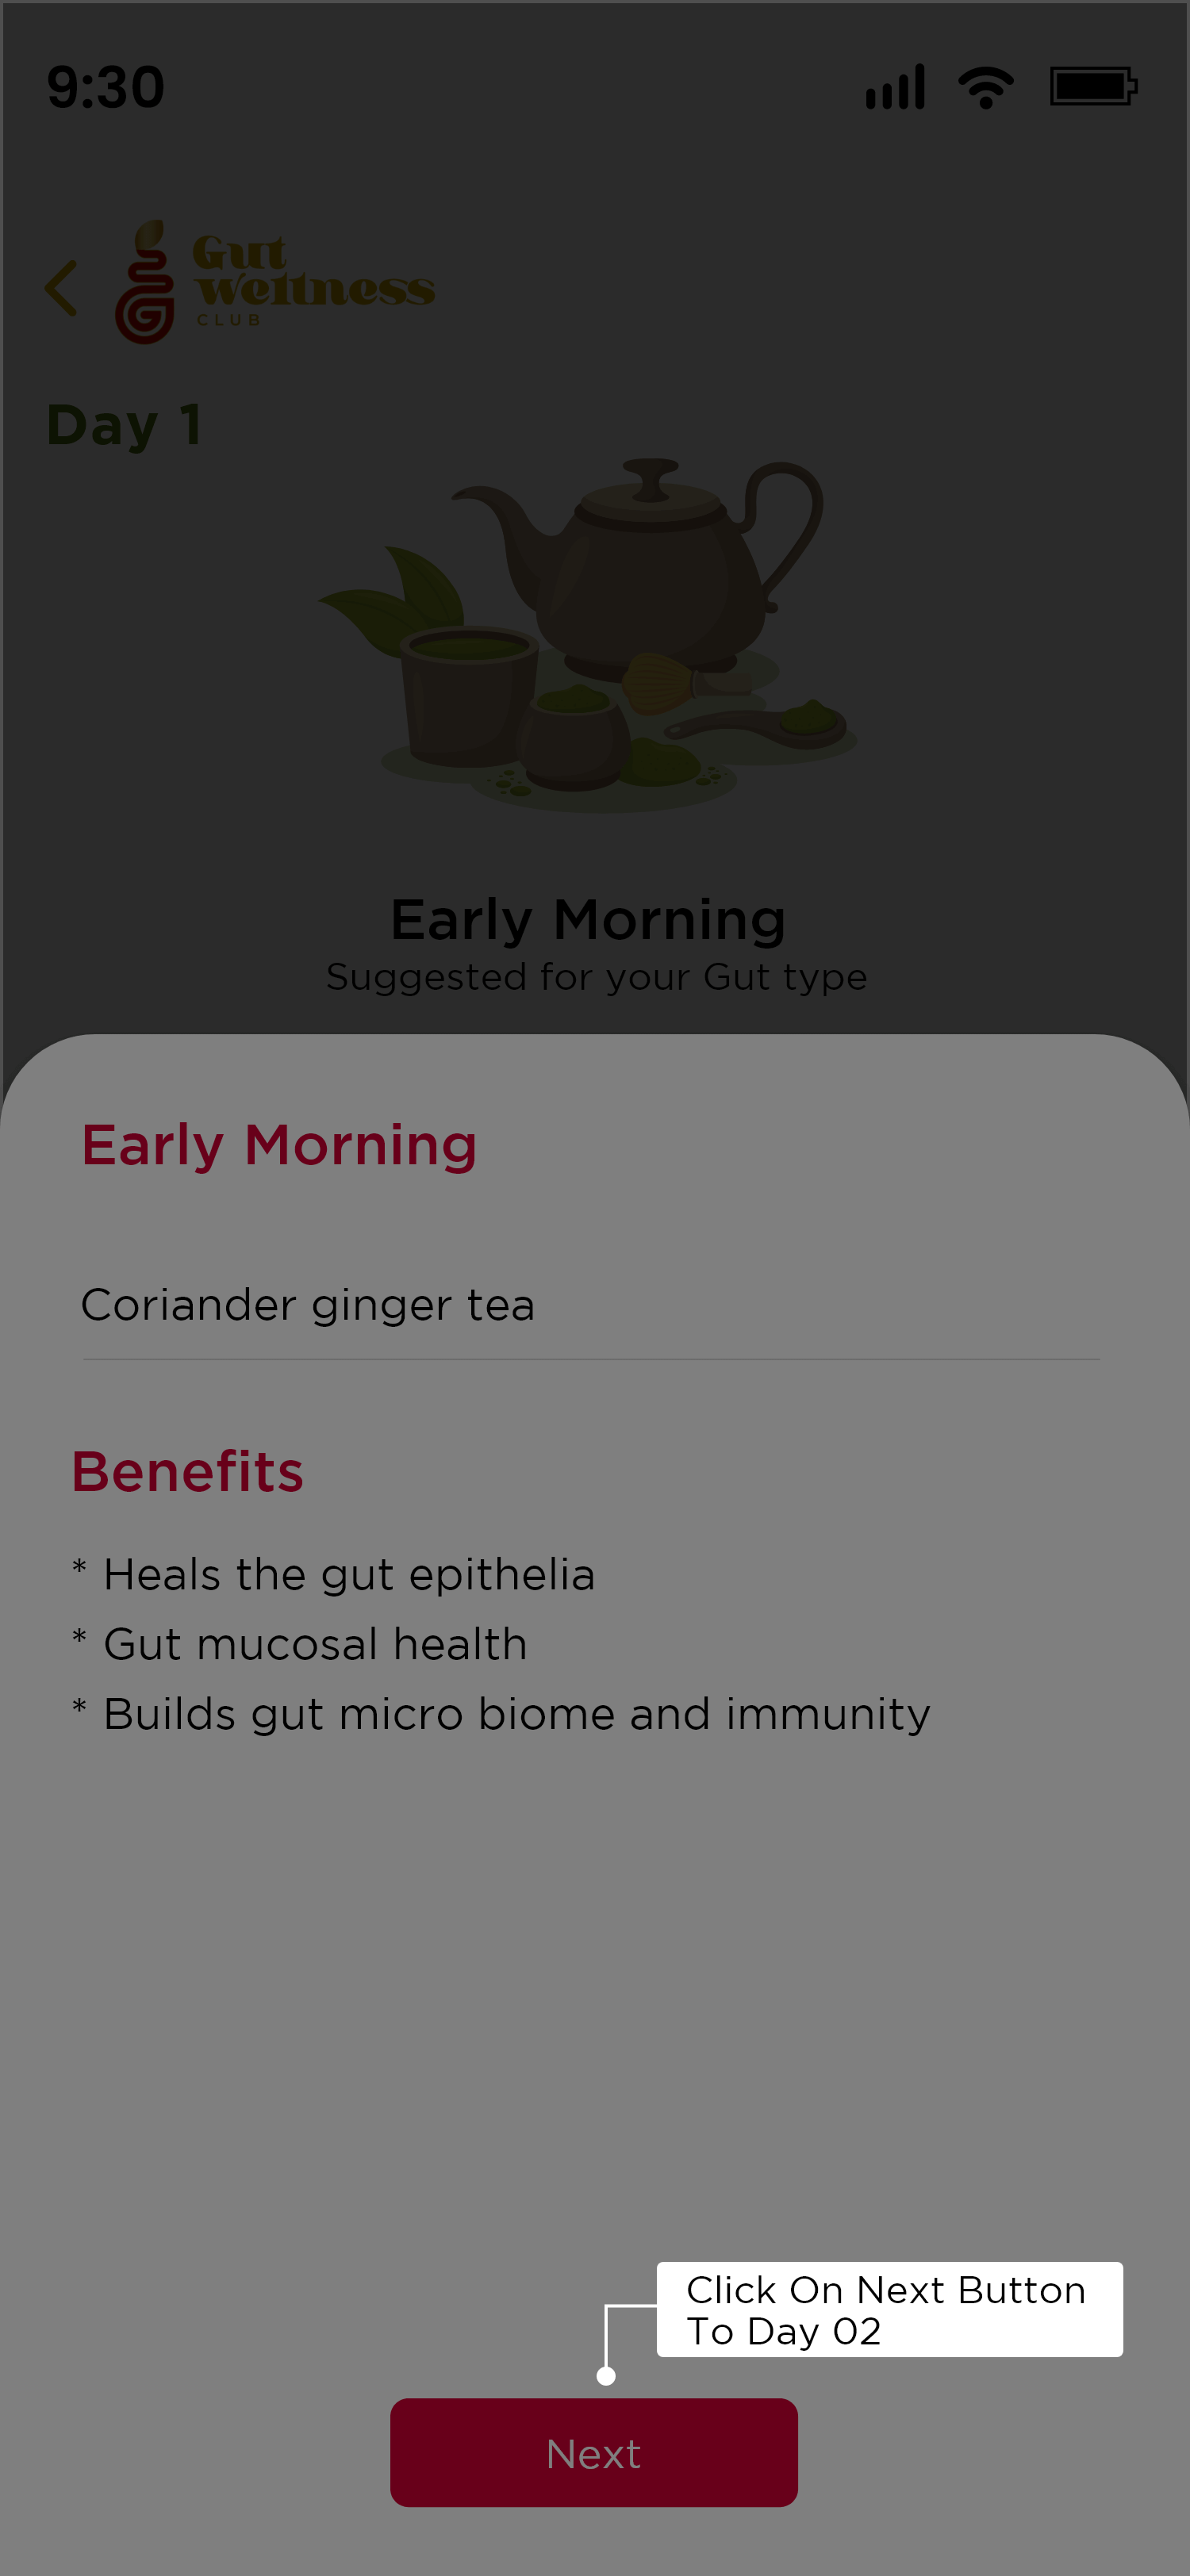 9:30
Gut
wellness
CLUB
Day 1
Early Morning
Suggested for your Gut type
Early Morning
Coriander ginger tea
Benefits
* Heals the gut epithelia
* Gut mucosal health
* Builds gut micro biome and immunity
Click On Next Button
To Day 02
Next